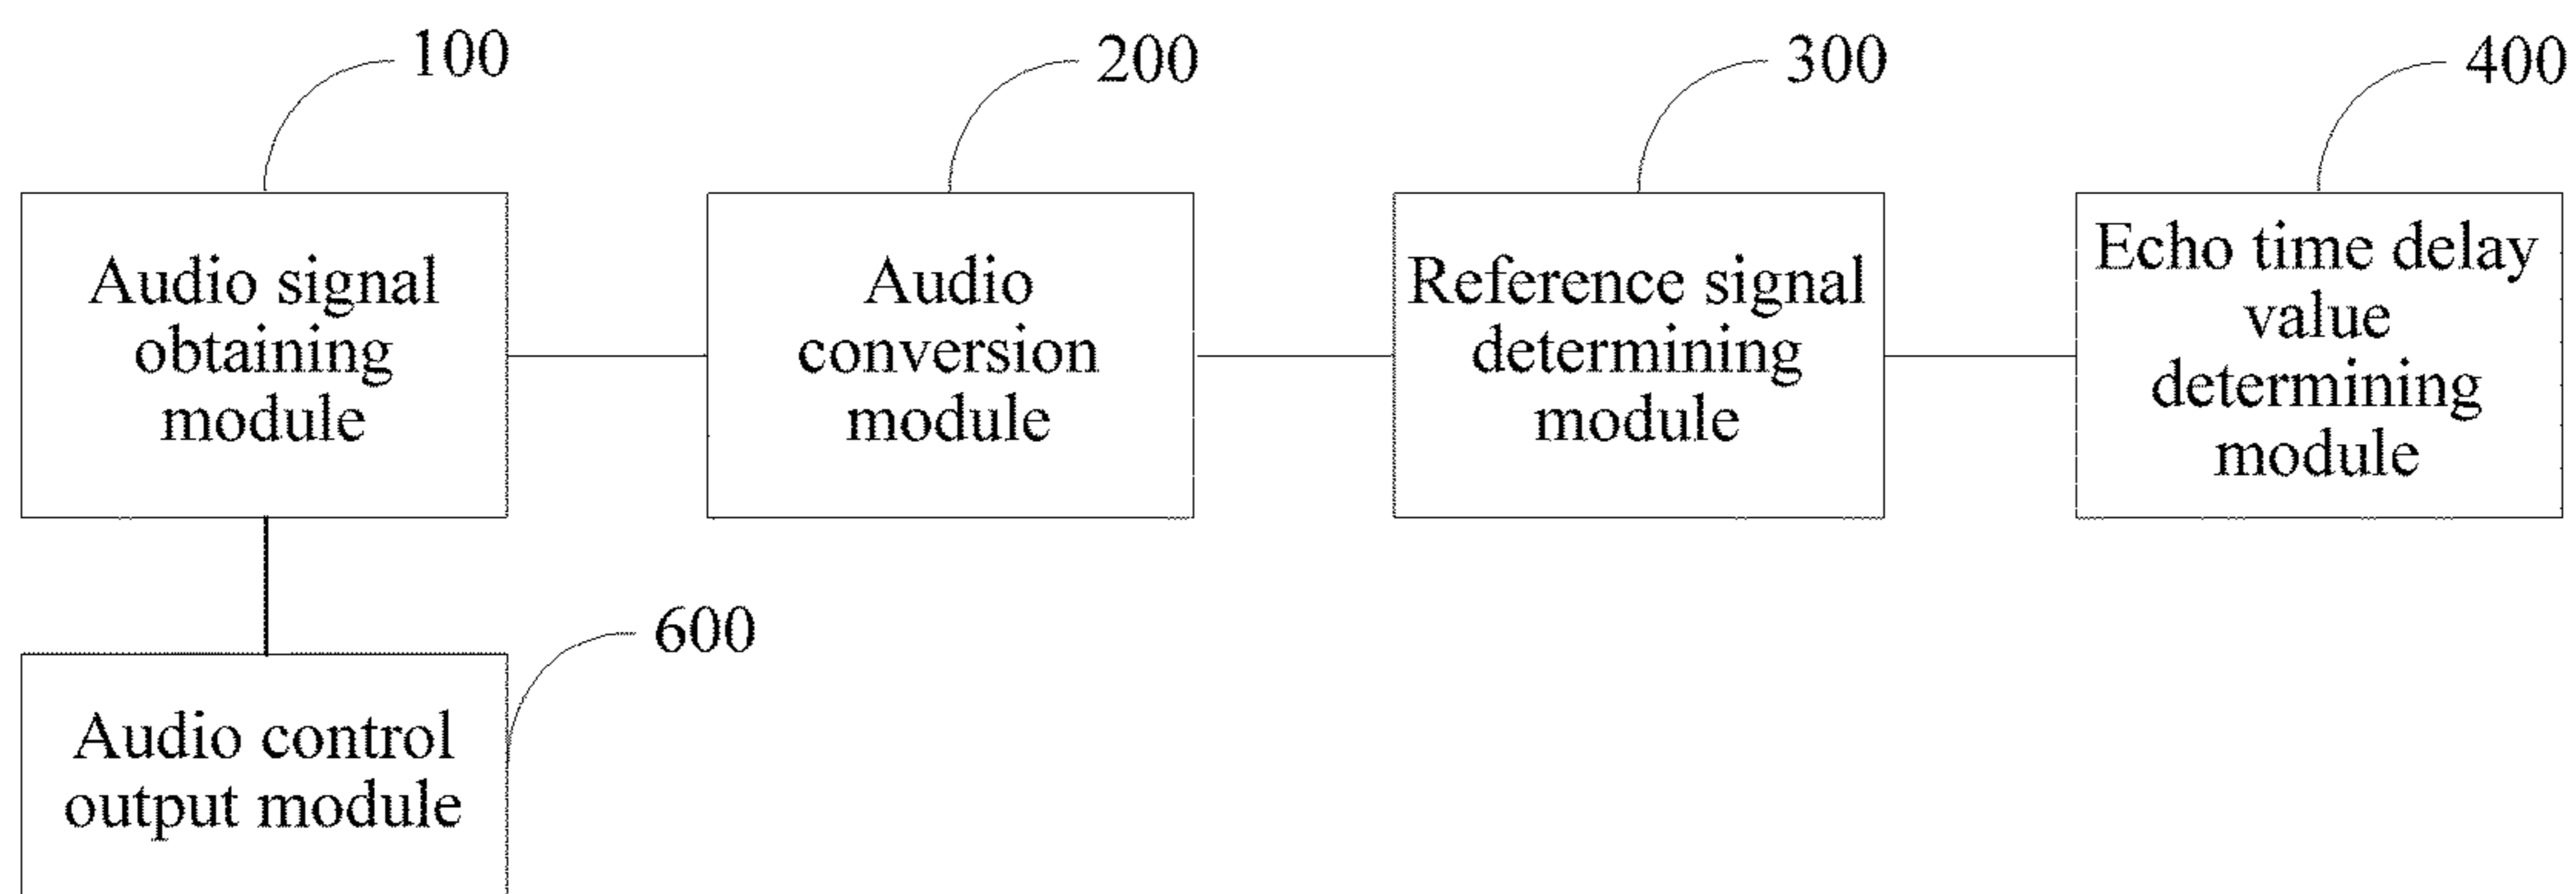 100
200
300
400
Audio signal
obtaining
module
Audio
conversion
module
Reference signal
determining
module
Echo time delay
value
determining
module
600
Audio control
output module